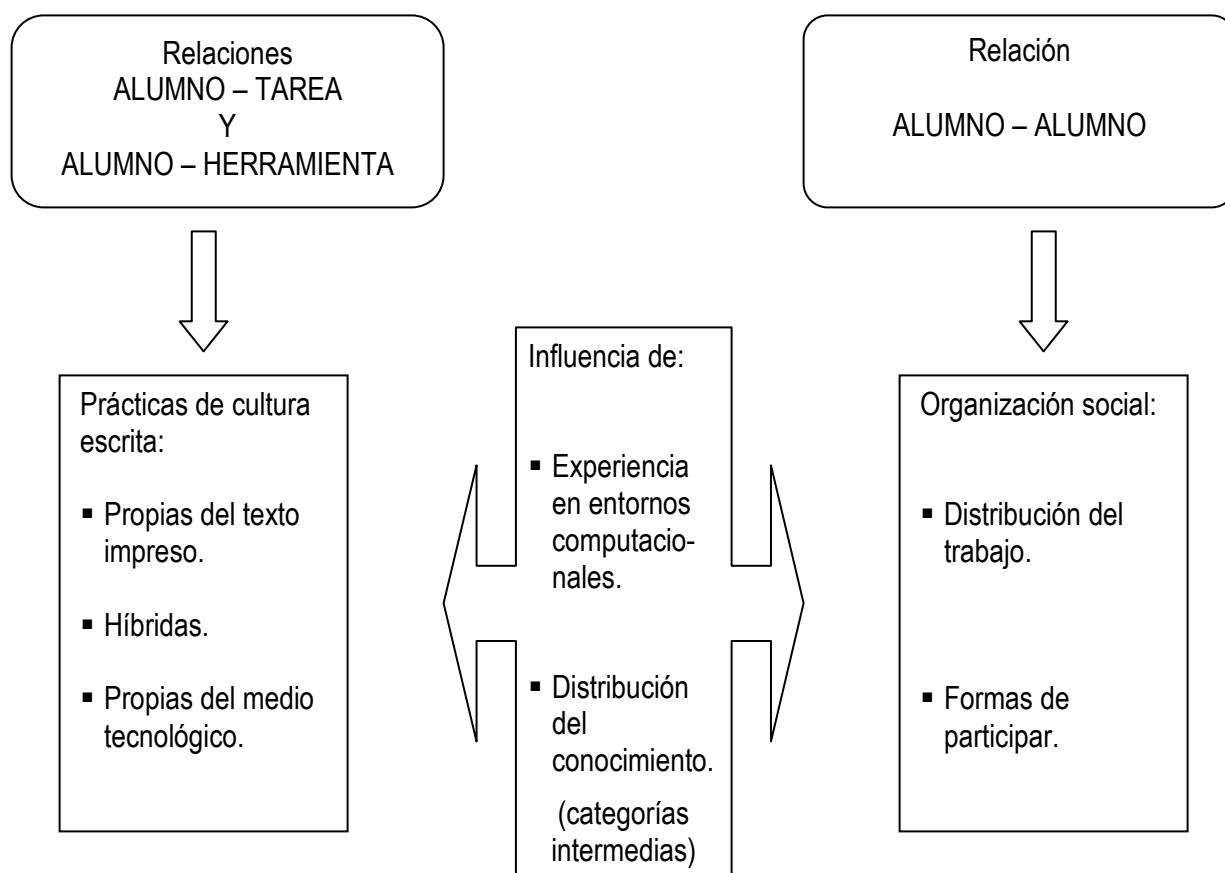 Relaciones
ALUMNO – TAREA
Y
ALUMNO – HERRAMIENTA
Relación
ALUMNO – ALUMNO
Prácticas de cultura
escrita:
▪ Propias del texto
impreso.
▪ Híbridas.
▪ Propias del medio
tecnológico.
Influencia de:
▪ Experiencia
en entornos
computacio-
nales.
▪ Distribución
del
conocimiento.
(categorías
intermedias)
Organización social:
▪ Distribución del
trabajo.
▪ Formas de
participar.